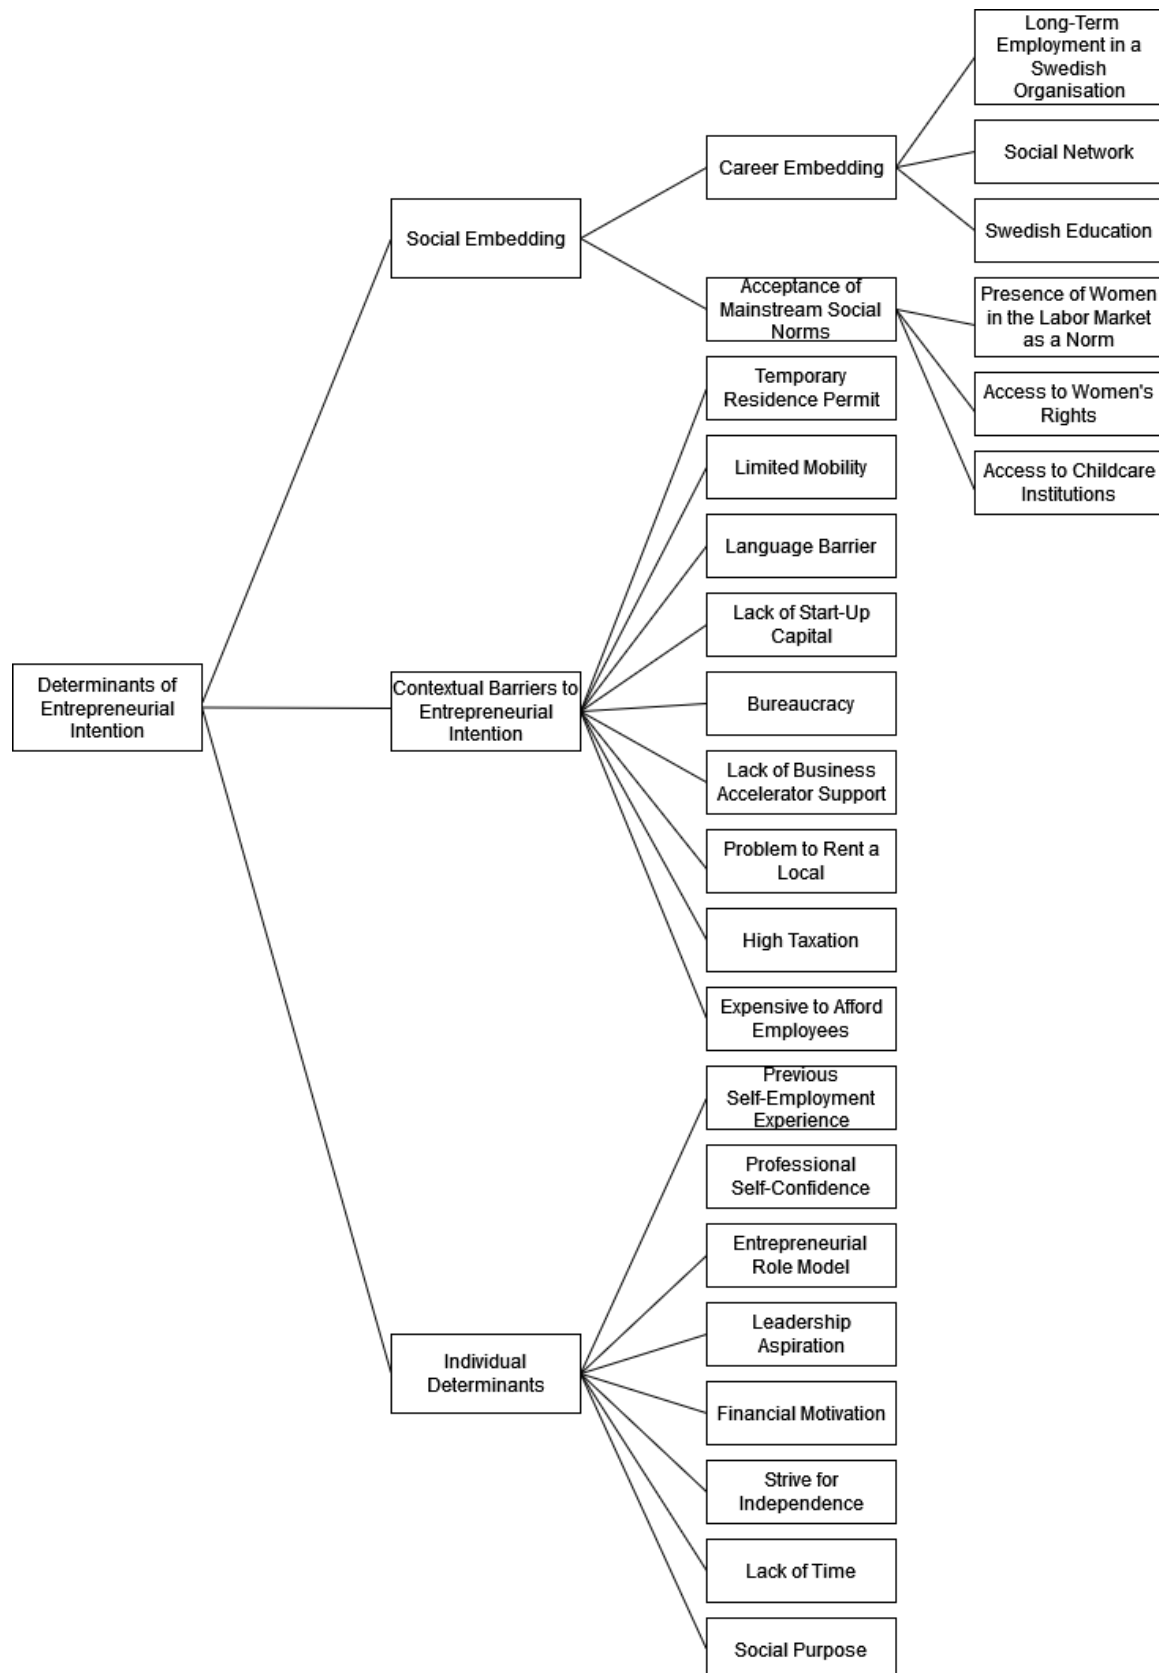 Long-Term
Employment in a
Swedish
Organisation
Social Network
Career Embedding
Swedish Education
Social Embedding
Acceptance of
Mainstream Social
Norms
Presence of Women
in the Labor Market
as a Norm
Access to Women's
Rights
Access to Childcare
Institutions
Temporary
Residence Permit
Limited Mobility
Language Barrier
Lack of Start-Up
Capital
Determinants of
Entrepreneurial
Intention
Contextual Barriers to
Entrepreneurial
Intention
Bureaucracy
Lack of Business
Accelerator Support
Problem to Rent a
Local
High Taxation
Expensive to Afford
Employees
Previous
Self-Employment
Experience
Professional
Self-Confidence
Entrepreneurial
Role Model
Leadership
Aspiration
Individual
Determinants
Financial Motivation
Strive for
Independence
Lack of Time
Social Purpose